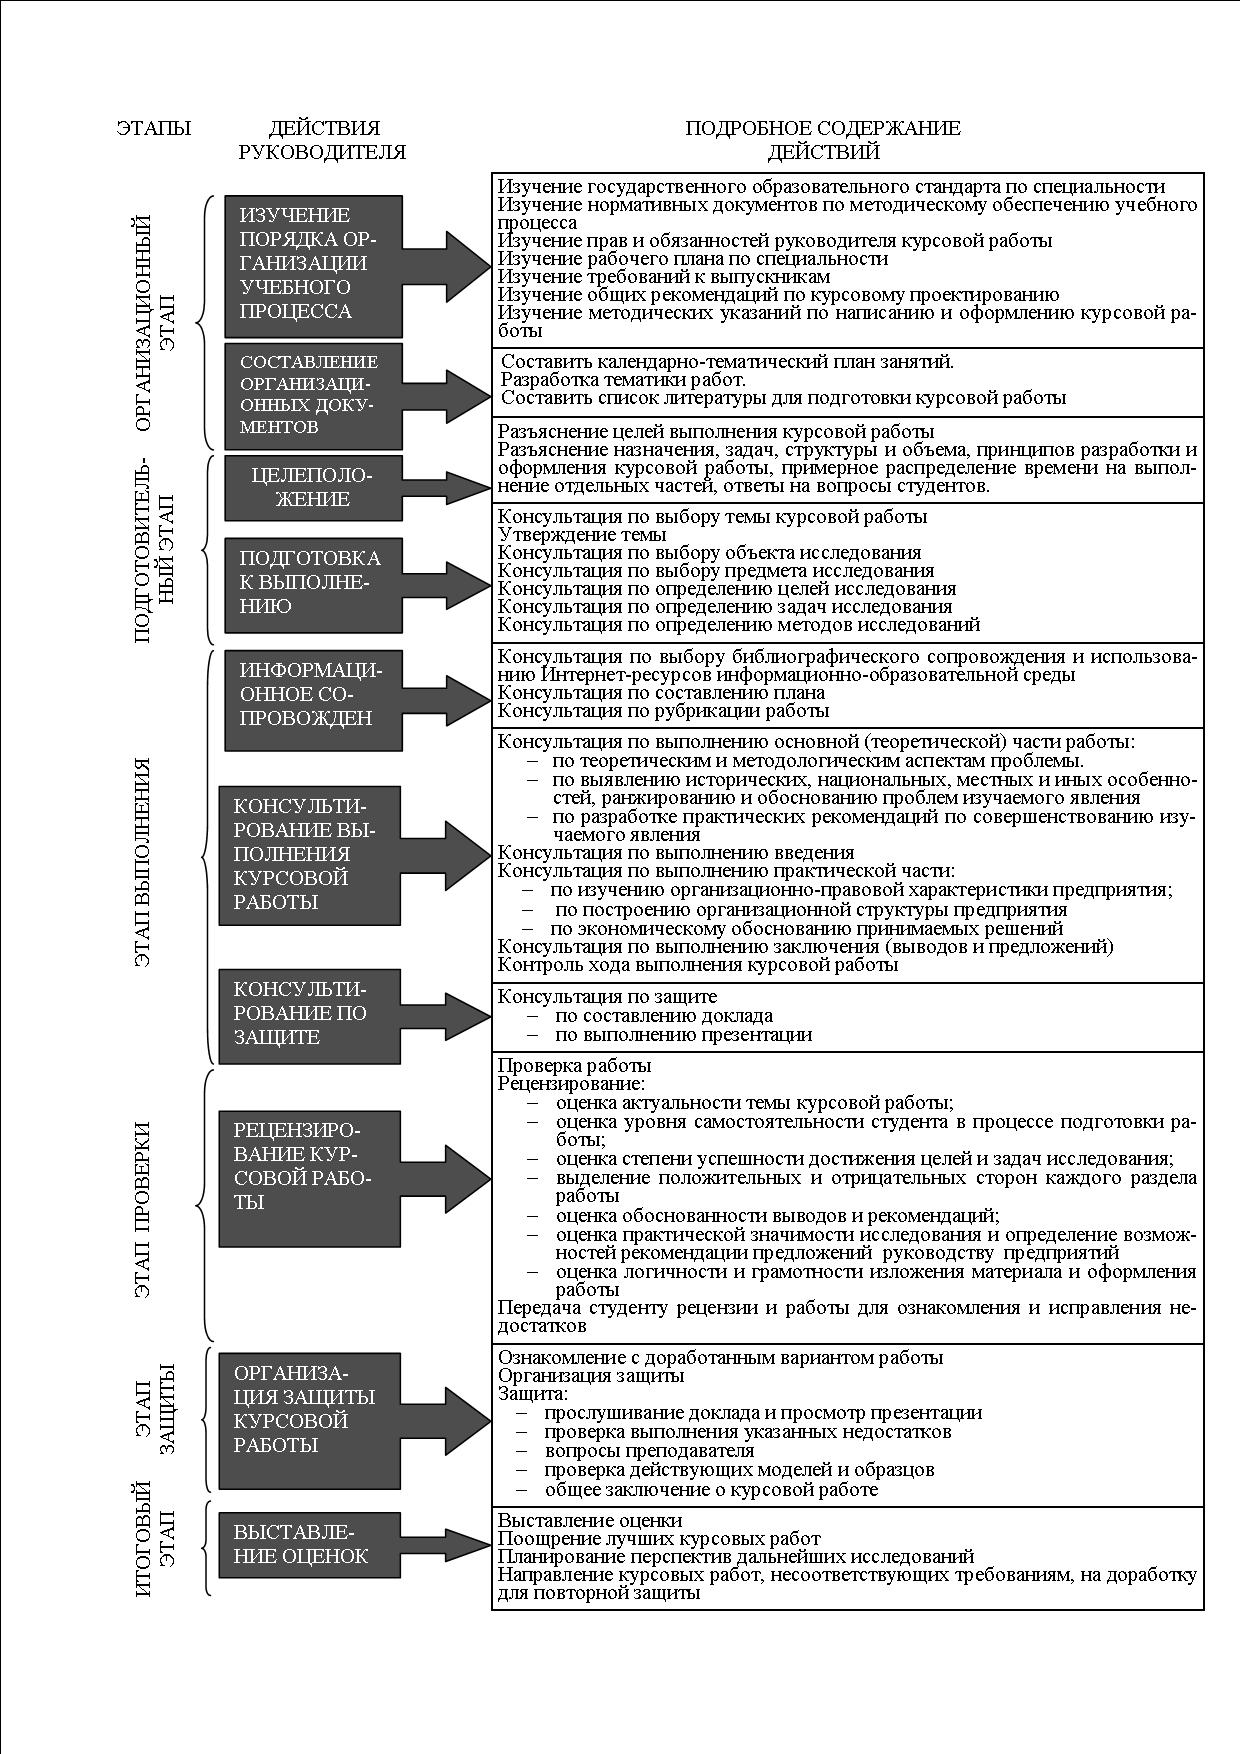 ЭТАПЫ
ДЕЙСТВИЯ
РУКОВОДИТЕЛЯ
ПОДРОБНОЕ СОДЕРЖАНИЕ
ДЕЙСТВИЙ
ОРГАНИЗАЦИОННЫЙ
ЭТАП
ИЗУЧЕНИЕ
ПОРЯДКА ОР-
ГАНИЗАЦИИ
УЧЕБНОГО
ПРОЦЕССА
Изучение государственного образовательного стандарта по специальности
Изучение нормативных документов по методическому обеспечению учебного
процесса
Изучение прав и обязанностей руководителя курсовой работы
Изучение рабочего плана по специальности
Изучение требований к выпускникам
Изучение общих рекомендаций по курсовому проектированию
Изучение методических указаний по написанию и оформлению курсовой ра-
боты
СОСТАВЛЕНИЕ
ОРГАНИЗАЦИ-
ОННЫХ ДОКУ-
МЕНТОВ
Составить календарно-тематический план занятий.
Разработка тематики работ.
Составить список литературы для подготовки курсовой работы
ПОДГОТОВИТЕЛЬ-
НЫЙ ЭТАП
ЦЕЛЕПОЛО-
ЖЕНИЕ
Разъяснение целей выполнения курсовой работы
Разъяснение назначения, задач, структуры и объема, принципов разработки и
оформления курсовой работы, примерное распределение времени на выпол-
нение отдельных частей, ответы на вопросы студентов.
ПОДГОТОВКА
К ВЫПОЛНЕ-
НИЮ
Консультация по выбору темы курсовой работы
Утверждение темы
Консультация по выбору объекта исследования
Консультация по выбору предмета исследования
Консультация по определению целей исследования
Консультация по определению задач исследования
Консультация по определению методов исследований
ЭТАП ВЫПОЛНЕНИЯ
ИНФОРМАЦИ-
ОННОЕ СО-
ПРОВОЖДЕН
Консультация по выбору библиографического сопровождения и использова-
нию Интернет-ресурсов информационно-образовательной среды
Консультация по составлению плана
Консультация по рубрикации работы
КОНСУЛЬТИ-
РОВАНИЕ ВЫ-
ПОЛНЕНИЯ
КУРСОВОЙ
РАБОТЫ
Консультация по выполнению основной (теоретической) части работы:
– по теоретическим и методологическим аспектам проблемы.
– по выявлению исторических, национальных, местных и иных особенно-
стей, ранжированию и обоснованию проблем изучаемого явления
– по разработке практических рекомендаций по совершенствованию изу-
чаемого явления
Консультация по выполнению введения
Консультация по выполнению практической части:
– по изучению организационно-правовой характеристики предприятия;
– по построению организационной структуры предприятия
– по экономическому обоснованию принимаемых решений
Консультация по выполнению заключения (выводов и предложений)
Контроль хода выполнения курсовой работы
КОНСУЛЬТИ-
РОВАНИЕ ПО
ЗАЩИТЕ
Консультация по защите
– по составлению доклада
– по выполнению презентации
ЭТАП ПРОВЕРКИ
РЕЦЕНЗИРО-
ВАНИЕ КУР-
СОВОЙ РАБО-
ТЫ
Проверка работы
Рецензирование:
– оценка актуальности темы курсовой работы;
– оценка уровня самостоятельности студента в процессе подготовки ра-
боты;
– оценка степени успешности достижения целей и задач исследования;
– выделение положительных и отрицательных сторон каждого раздела
работы
– оценка обоснованности выводов и рекомендаций;
– оценка практической значимости исследования и определение возмож-
ностей рекомендации предложений руководству предприятий
– оценка логичности и грамотности изложения материала и оформления
работы
Передача студенту рецензии и работы для ознакомления и исправления не-
достатков
ЭТАП
ЗАЩИТЫ
ОРГАНИЗА-
ЦИЯ ЗАЩИТЫ
КУРСОВОЙ
РАБОТЫ
Ознакомление с доработанным вариантом работы
Организация защиты
Защита:
– прослушивание доклада и просмотр презентации
– проверка выполнения указанных недостатков
– вопросы преподавателя
– проверка действующих моделей и образцов
– общее заключение о курсовой работе
ИТОГОВЫЙ
ЭТАП
ВЫСТАВЛЕ-
НИЕ ОЦЕНОК
Выставление оценки
Поощрение лучших курсовых работ
Планирование перспектив дальнейших исследований
Направление курсовых работ, несоответствующих требованиям, на доработку
для повторной защиты